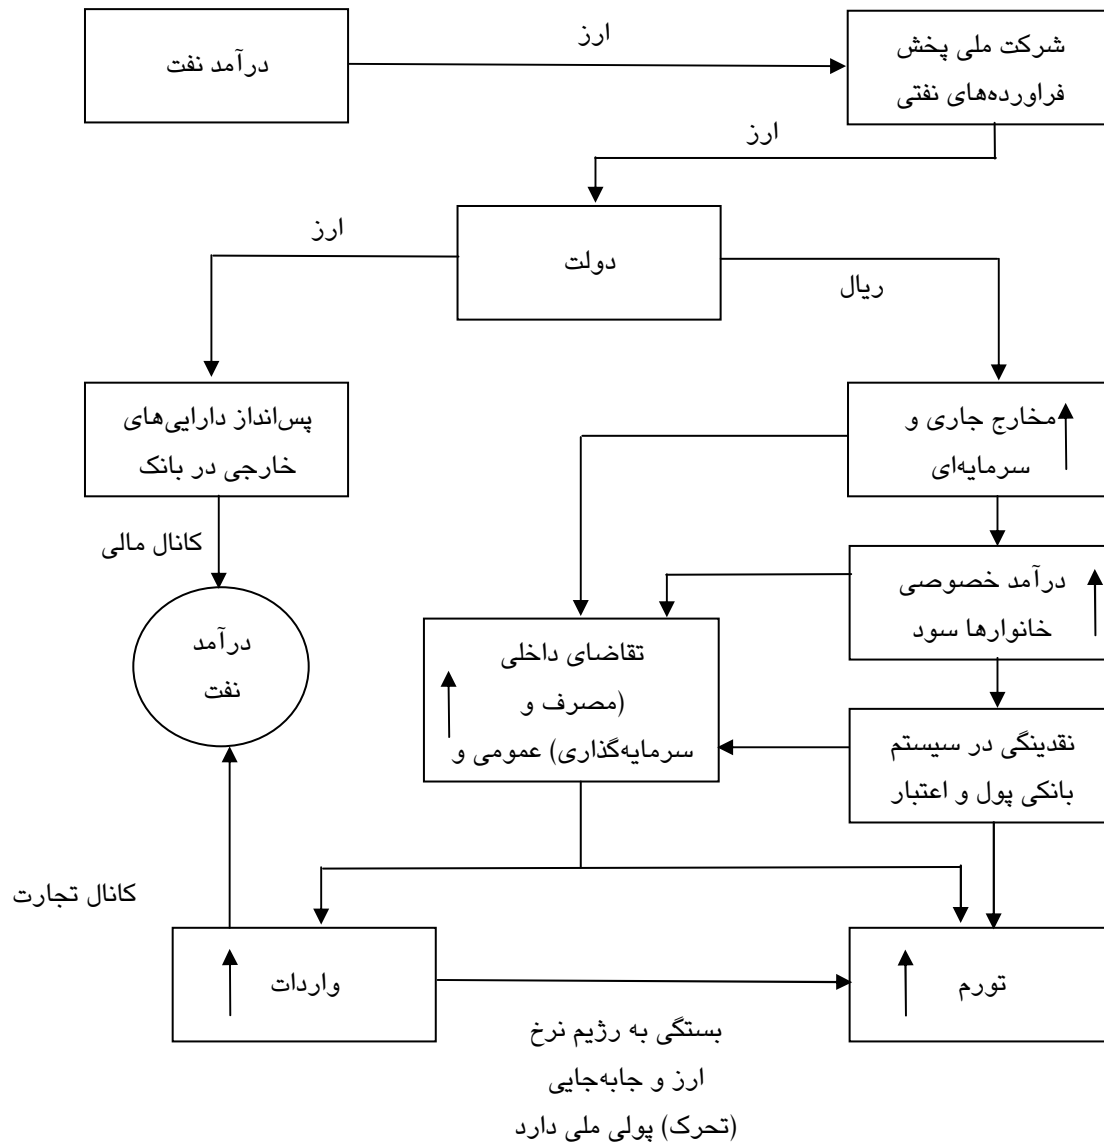 درآمد نفت
ارز
شرکت ملی پخش
فراورده‌های نفتی
ارز
دولت
ارز
ریال
پس‌انداز دارایی‌های
خارجی در بانک
مخارج جاری و
سرمایه‌ای
کانال مالی
درآمد خصوصی
خانوارها سود
درآمد
نفت
تقاضای داخلی
(مصرف و
سرمایه‌گذاری) عمومی و
نقدینگی در سیستم
بانکی پول و اعتبار
کانال تجارت
واردات
تورم
بستگی به رژیم نرخ
ارز و جابه‌جایی
(تحرک) پولی ملی دارد